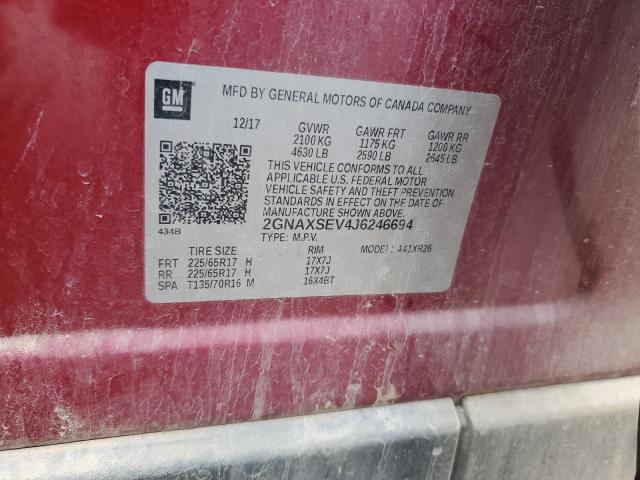 GM
MFD BY GENERAL MOTORS OF CANADA COMPANY
12/17 GVWR GAWR FRT GAWR RR
2100 KG 1175 KG 1200 KG
4630 LB 2590 LB 2645 LB
THIS VEHICLE CONFORMS TO ALL
APPLICABLE U.S. FEDERAL MOTOR
VEHICLE SAFETY AND THEFT PREVENTION
STANDARDS IN EFFECT ON THE DATE OF
MANUFACTURE SHOWN ABOVE.
2GNAXSEV4J6246694
434B
TYPE: M.P.V. MODEL: 441XR26
TIRE SIZE RIM
FRT 225/65R17 H 17X7J
RR 225/65R17 H 17X7J
SPA T135/70R16 M 16X4BT